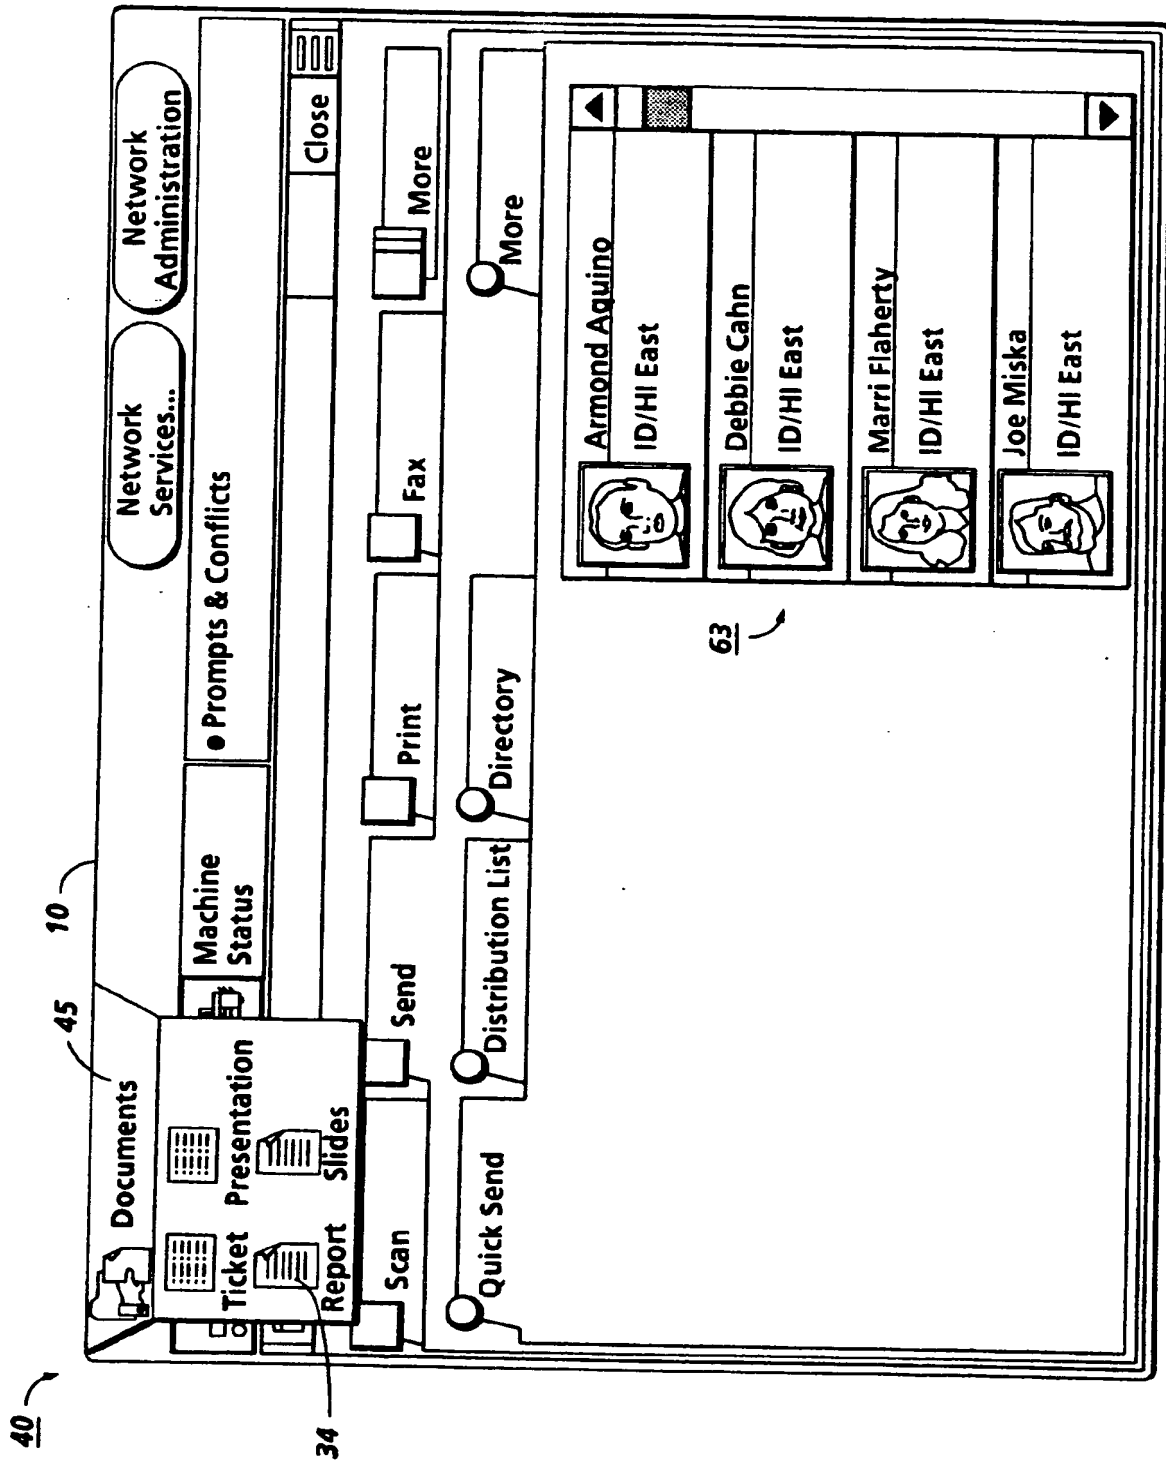 40
45
10
Documents
Network
Services...
Network
Administration
Machine
Status
● Prompts & Conflicts
Close
Ticket
Presentation
Report
Slides
34
Scan
Send
Print
Fax
More
Quick Send
Distribution List
Directory
More
63
Armond Aquino
ID/HI East
Debbie Cahn
ID/HI East
Marri Flaherty
ID/HI East
Joe Miska
ID/HI East